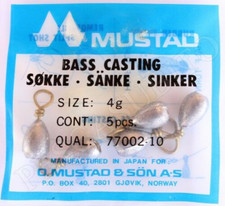 MUSTAD
BASS CASTING
SØKKE · SÄNKE · SINKER
SIZE: 4g
CONT: 5pcs.
QUAL: 77002-10
MANUFACTURED IN JAPAN FOR
O. MUSTAD & SÖN A·S
P.O. BOX 40, 2801 GJØVIK, NORWAY